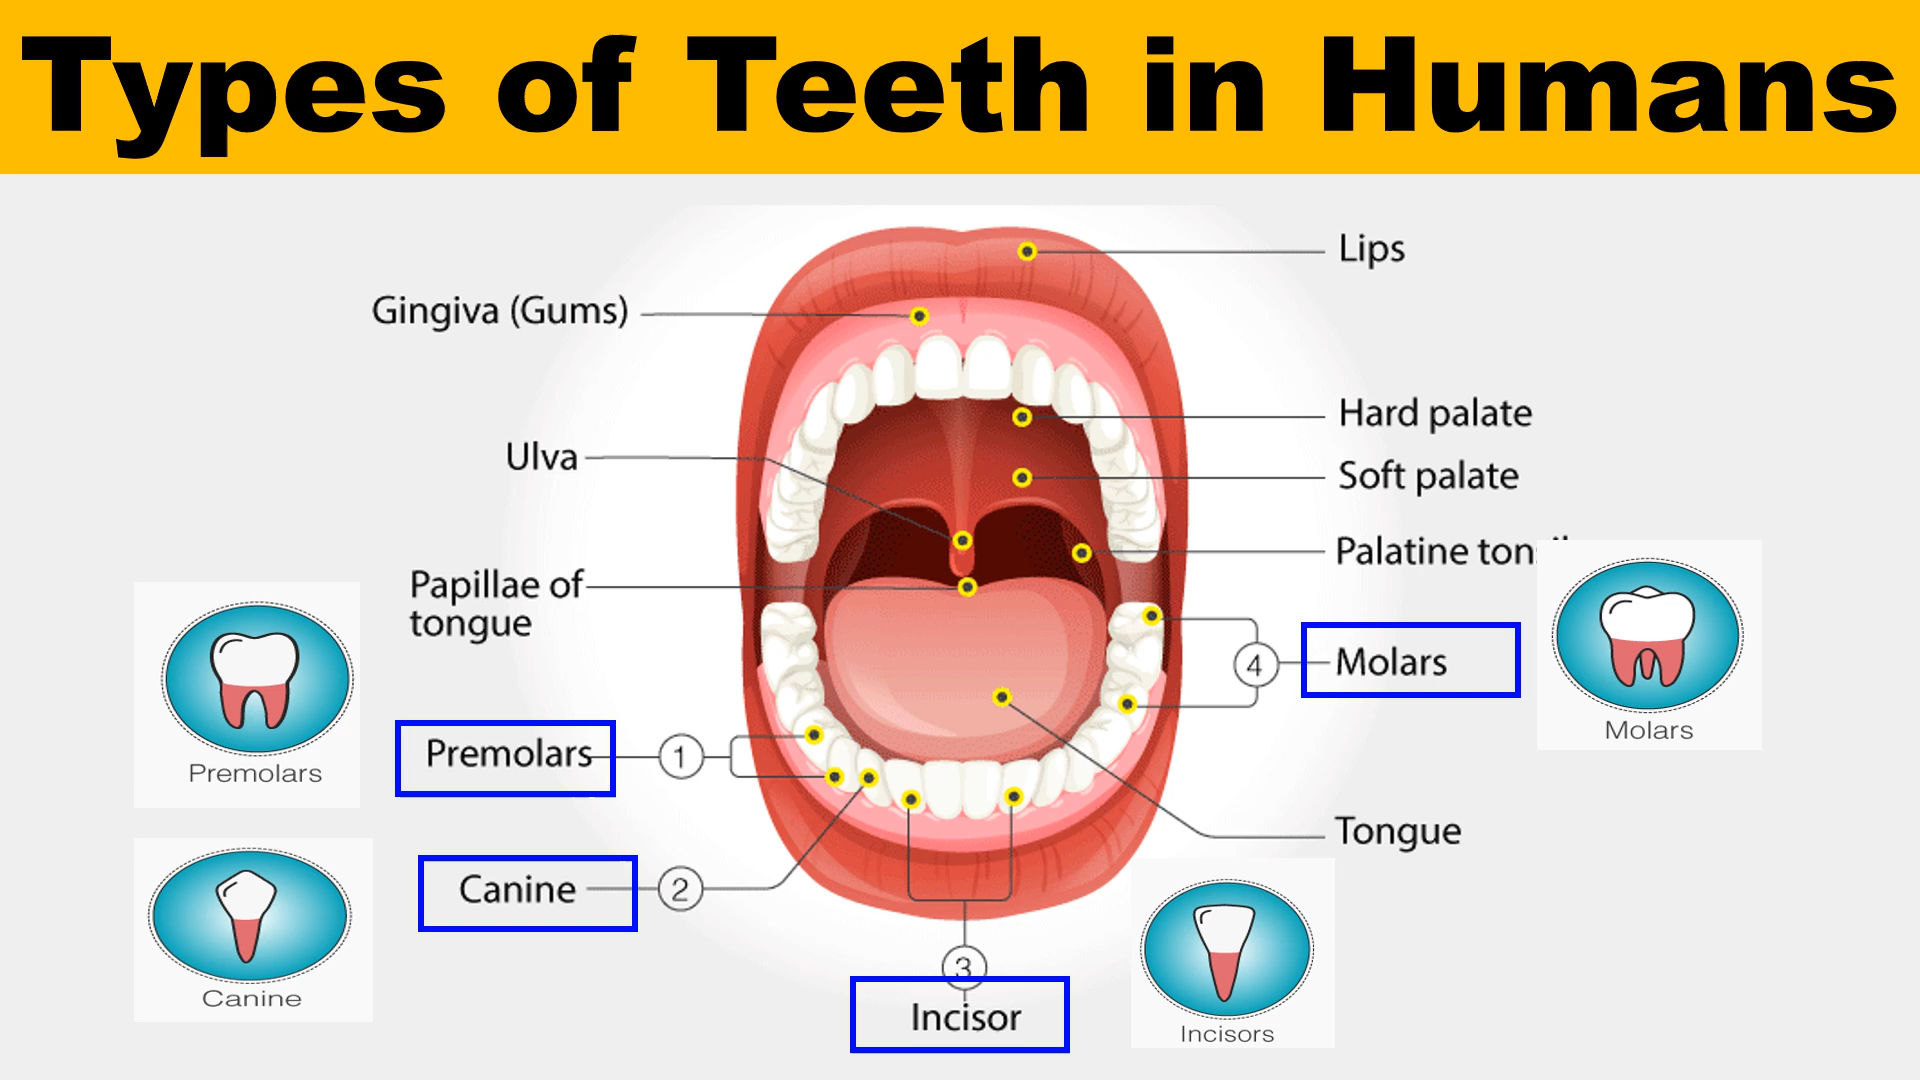 Types of Teeth in Humans
Lips
Gingiva (Gums)
Hard palate
Ulva
Soft palate
Palatine
Papillae of
tongue
4
Molars
Molars
Premolars
1
Premolars
Tongue
Canine
2
Canine
3
Incisor
Incisors